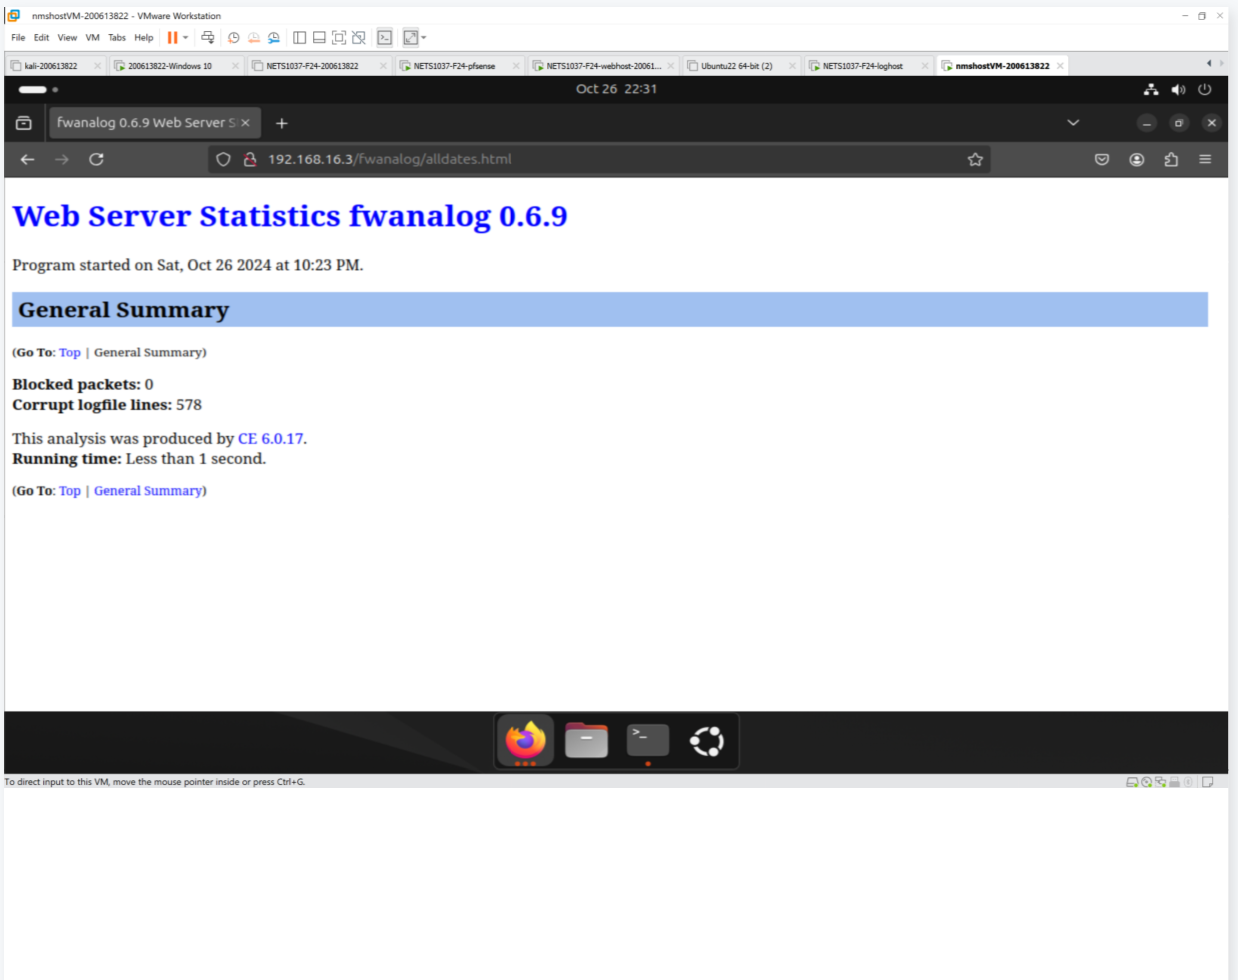 nmshostVM-200613822 - VMware Workstation
File Edit View VM Tabs Help
kali-200613822 200613822-Windows 10 NETS1037-F24-200613822 NETS1037-F24-pfsense NETS1037-F24-webhost-20061... Ubuntu22 64-bit (2) NETS1037-F24-loghost nmshostVM-200613822
Oct 26 22:31
fwanalog 0.6.9 Web Server S
192.168.16.3/fwanalog/alldates.html
Web Server Statistics fwanalog 0.6.9
Program started on Sat, Oct 26 2024 at 10:23 PM.
General Summary
(Go To: Top | General Summary)
Blocked packets: 0
Corrupt logfile lines: 578
This analysis was produced by CE 6.0.17.
Running time: Less than 1 second.
(Go To: Top | General Summary)
To direct input to this VM, move the mouse pointer inside or press Ctrl+G.